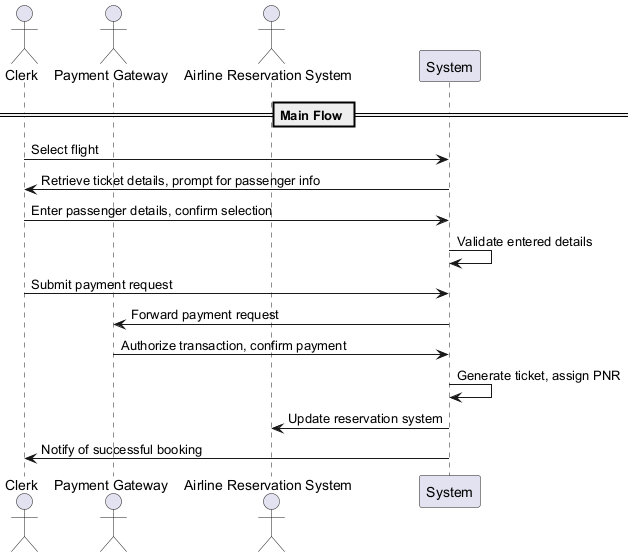 Clerk
Payment Gateway
Airline Reservation System
System
Main Flow
Select flight
Retrieve ticket details, prompt for passenger info
Enter passenger details, confirm selection
Validate entered details
Submit payment request
Forward payment request
Authorize transaction, confirm payment
Generate ticket, assign PNR
Update reservation system
Notify of successful booking
Clerk
Payment Gateway
Airline Reservation System
System